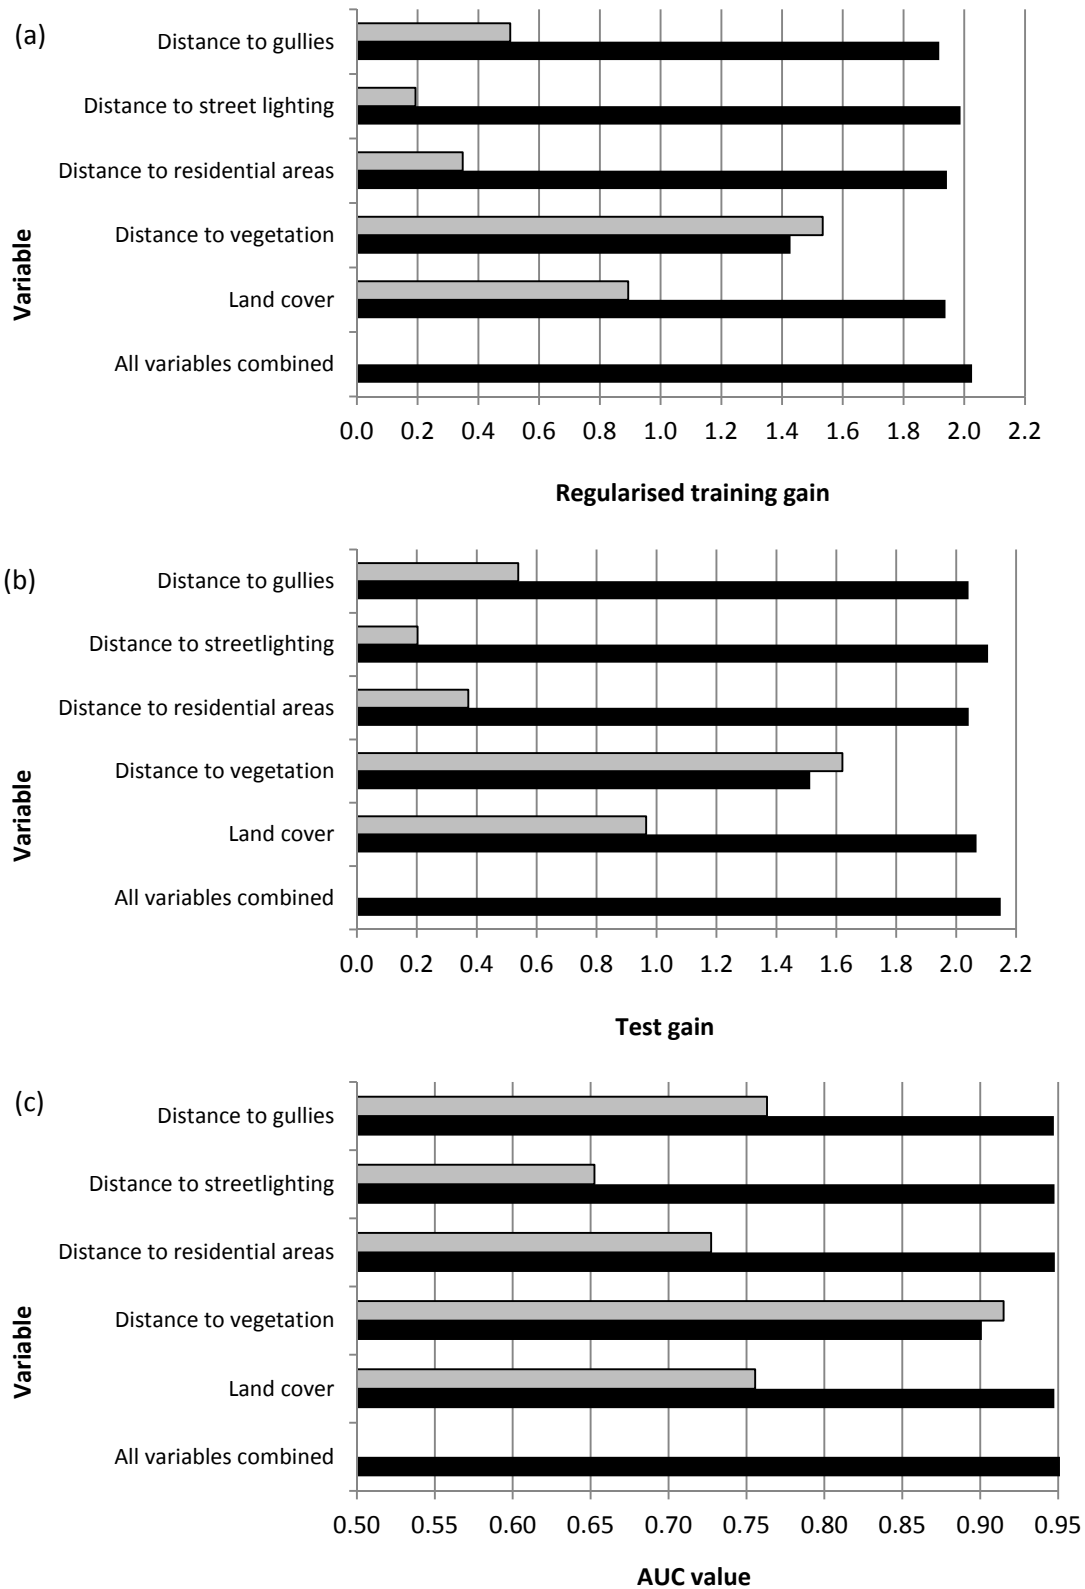 (a)
Distance to gullies
Distance to street lighting
Distance to residential areas
Distance to vegetation
Land cover
All variables combined
Variable
0.0 0.2 0.4 0.6 0.8 1.0 1.2 1.4 1.6 1.8 2.0 2.2
Regularised training gain
(b)
Distance to gullies
Distance to streetlighting
Distance to residential areas
Distance to vegetation
Land cover
All variables combined
Variable
0.0 0.2 0.4 0.6 0.8 1.0 1.2 1.4 1.6 1.8 2.0 2.2
Test gain
(c)
Distance to gullies
Distance to streetlighting
Distance to residential areas
Distance to vegetation
Land cover
All variables combined
Variable
0.50 0.55 0.60 0.65 0.70 0.75 0.80 0.85 0.90 0.95
AUC value